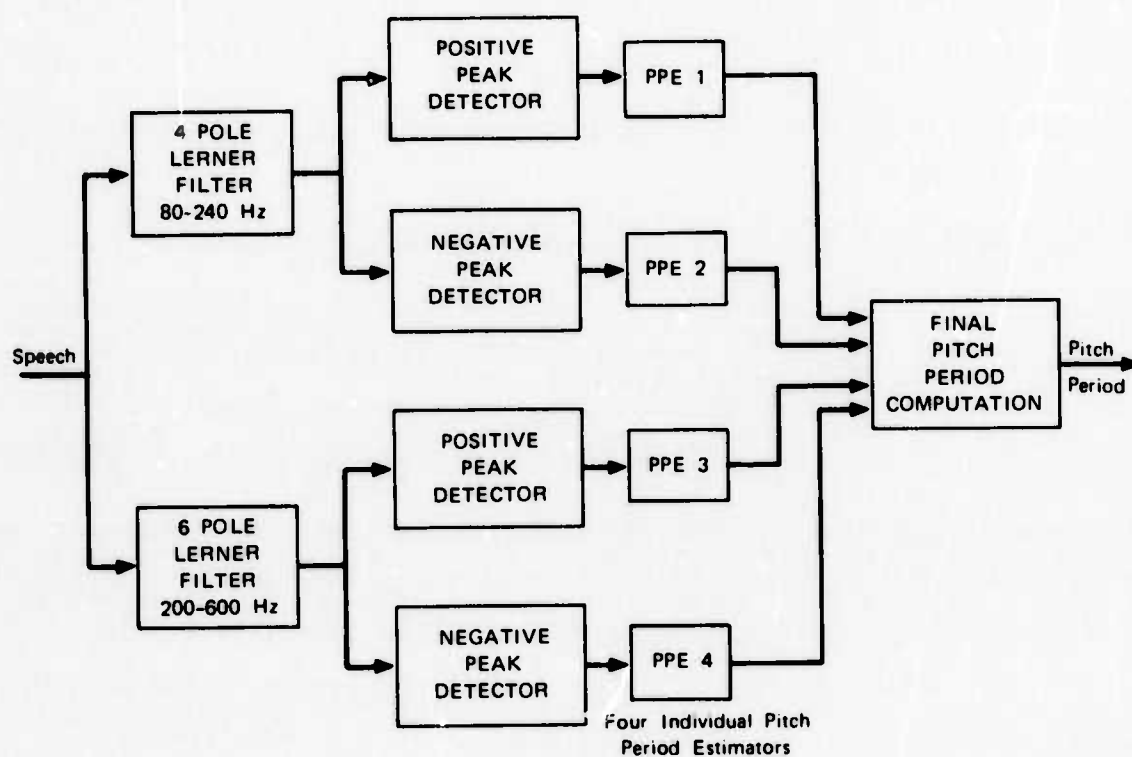 POSITIVE
PEAK
DETECTOR
PPE 1
4 POLE
LERNER
FILTER
80-240 Hz
NEGATIVE
PEAK
DETECTOR
PPE 2
Speech
FINAL
PITCH
PERIOD
COMPUTATION
Pitch
Period
POSITIVE
PEAK
DETECTOR
PPE 3
6 POLE
LERNER
FILTER
200-600 Hz
NEGATIVE
PEAK
DETECTOR
PPE 4
Four Individual Pitch
Period Estimators